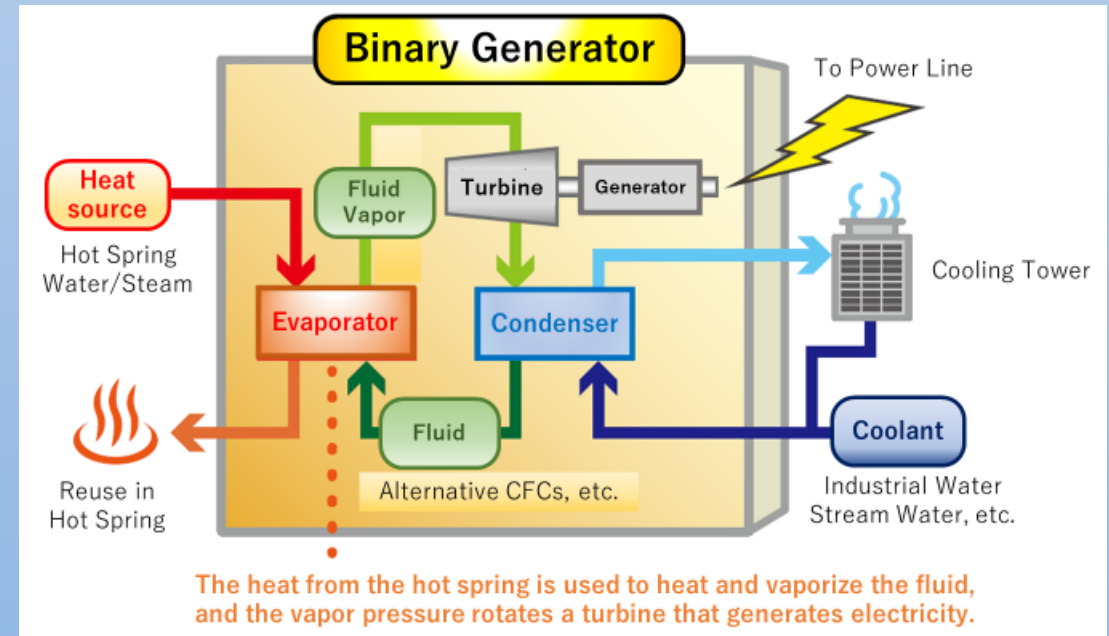 Binary Generator
To Power Line
Heat
source
Hot Spring
Water/Steam
Fluid
Vapor
Turbine
Generator
Cooling Tower
Evaporator
Condenser
Reuse in
Hot Spring
Fluid
Alternative CFCs, etc.
Coolant
Industrial Water
Stream Water, etc.
The heat from the hot spring is used to heat and vaporize the fluid,
and the vapor pressure rotates a turbine that generates electricity.